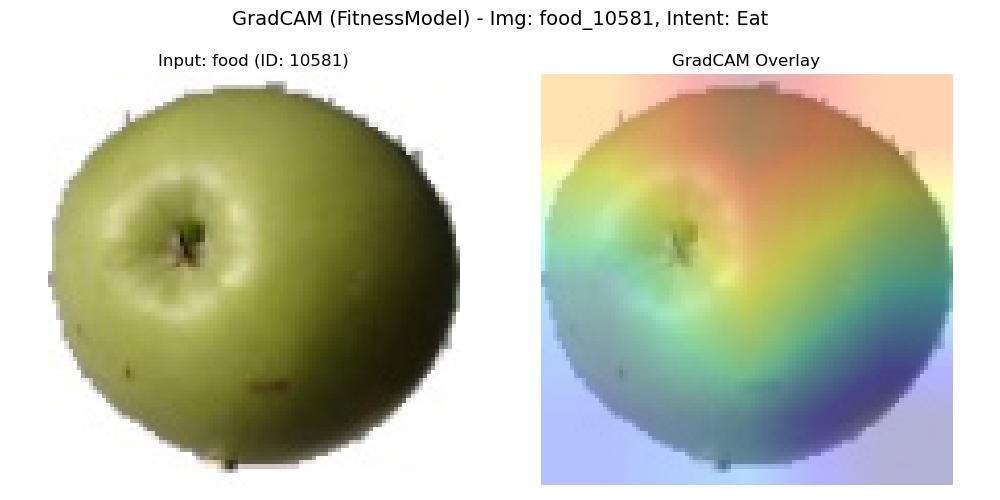 GradCAM (FitnessModel) - Img: food_10581, Intent: Eat
Input: food (ID: 10581)
GradCAM Overlay